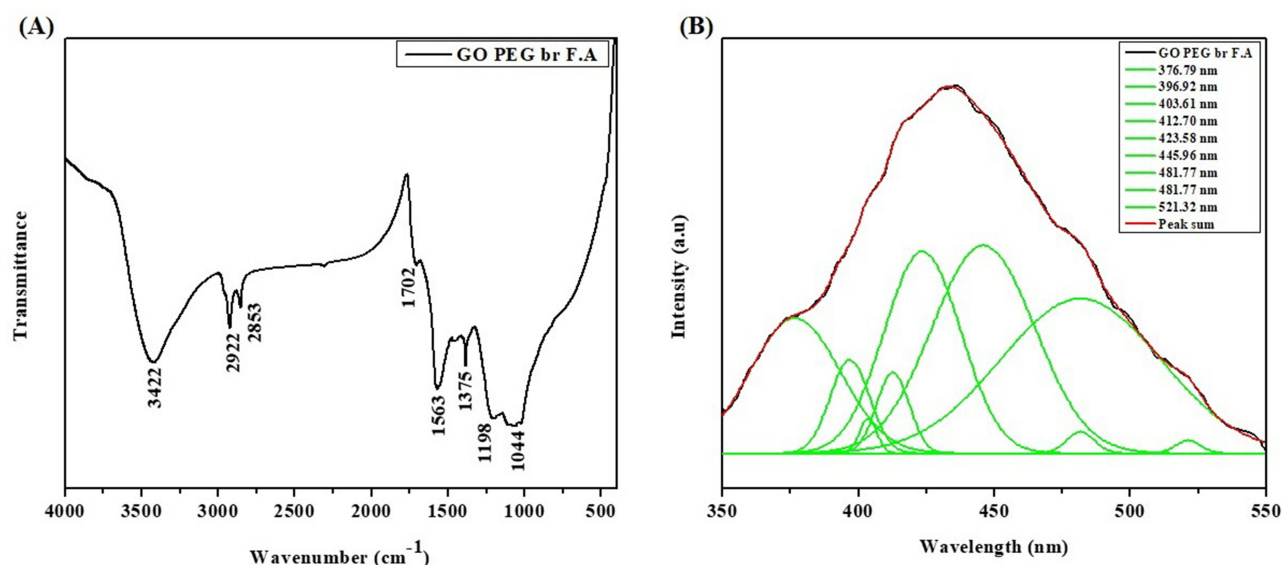 (A)
GO PEG br F.A
Transmittance
3422
2922
2853
1702
1563
1375
1198
1044
4000 3500 3000 2500 2000 1500 1000 500
Wavenumber (cm⁻¹)
(B)
GO PEG br F.A
376.79 nm
396.92 nm
403.61 nm
412.70 nm
423.58 nm
445.96 nm
481.77 nm
481.77 nm
521.32 nm
Peak sum
Intensity (a.u)
350 400 450 500 550
Wavelength (nm)